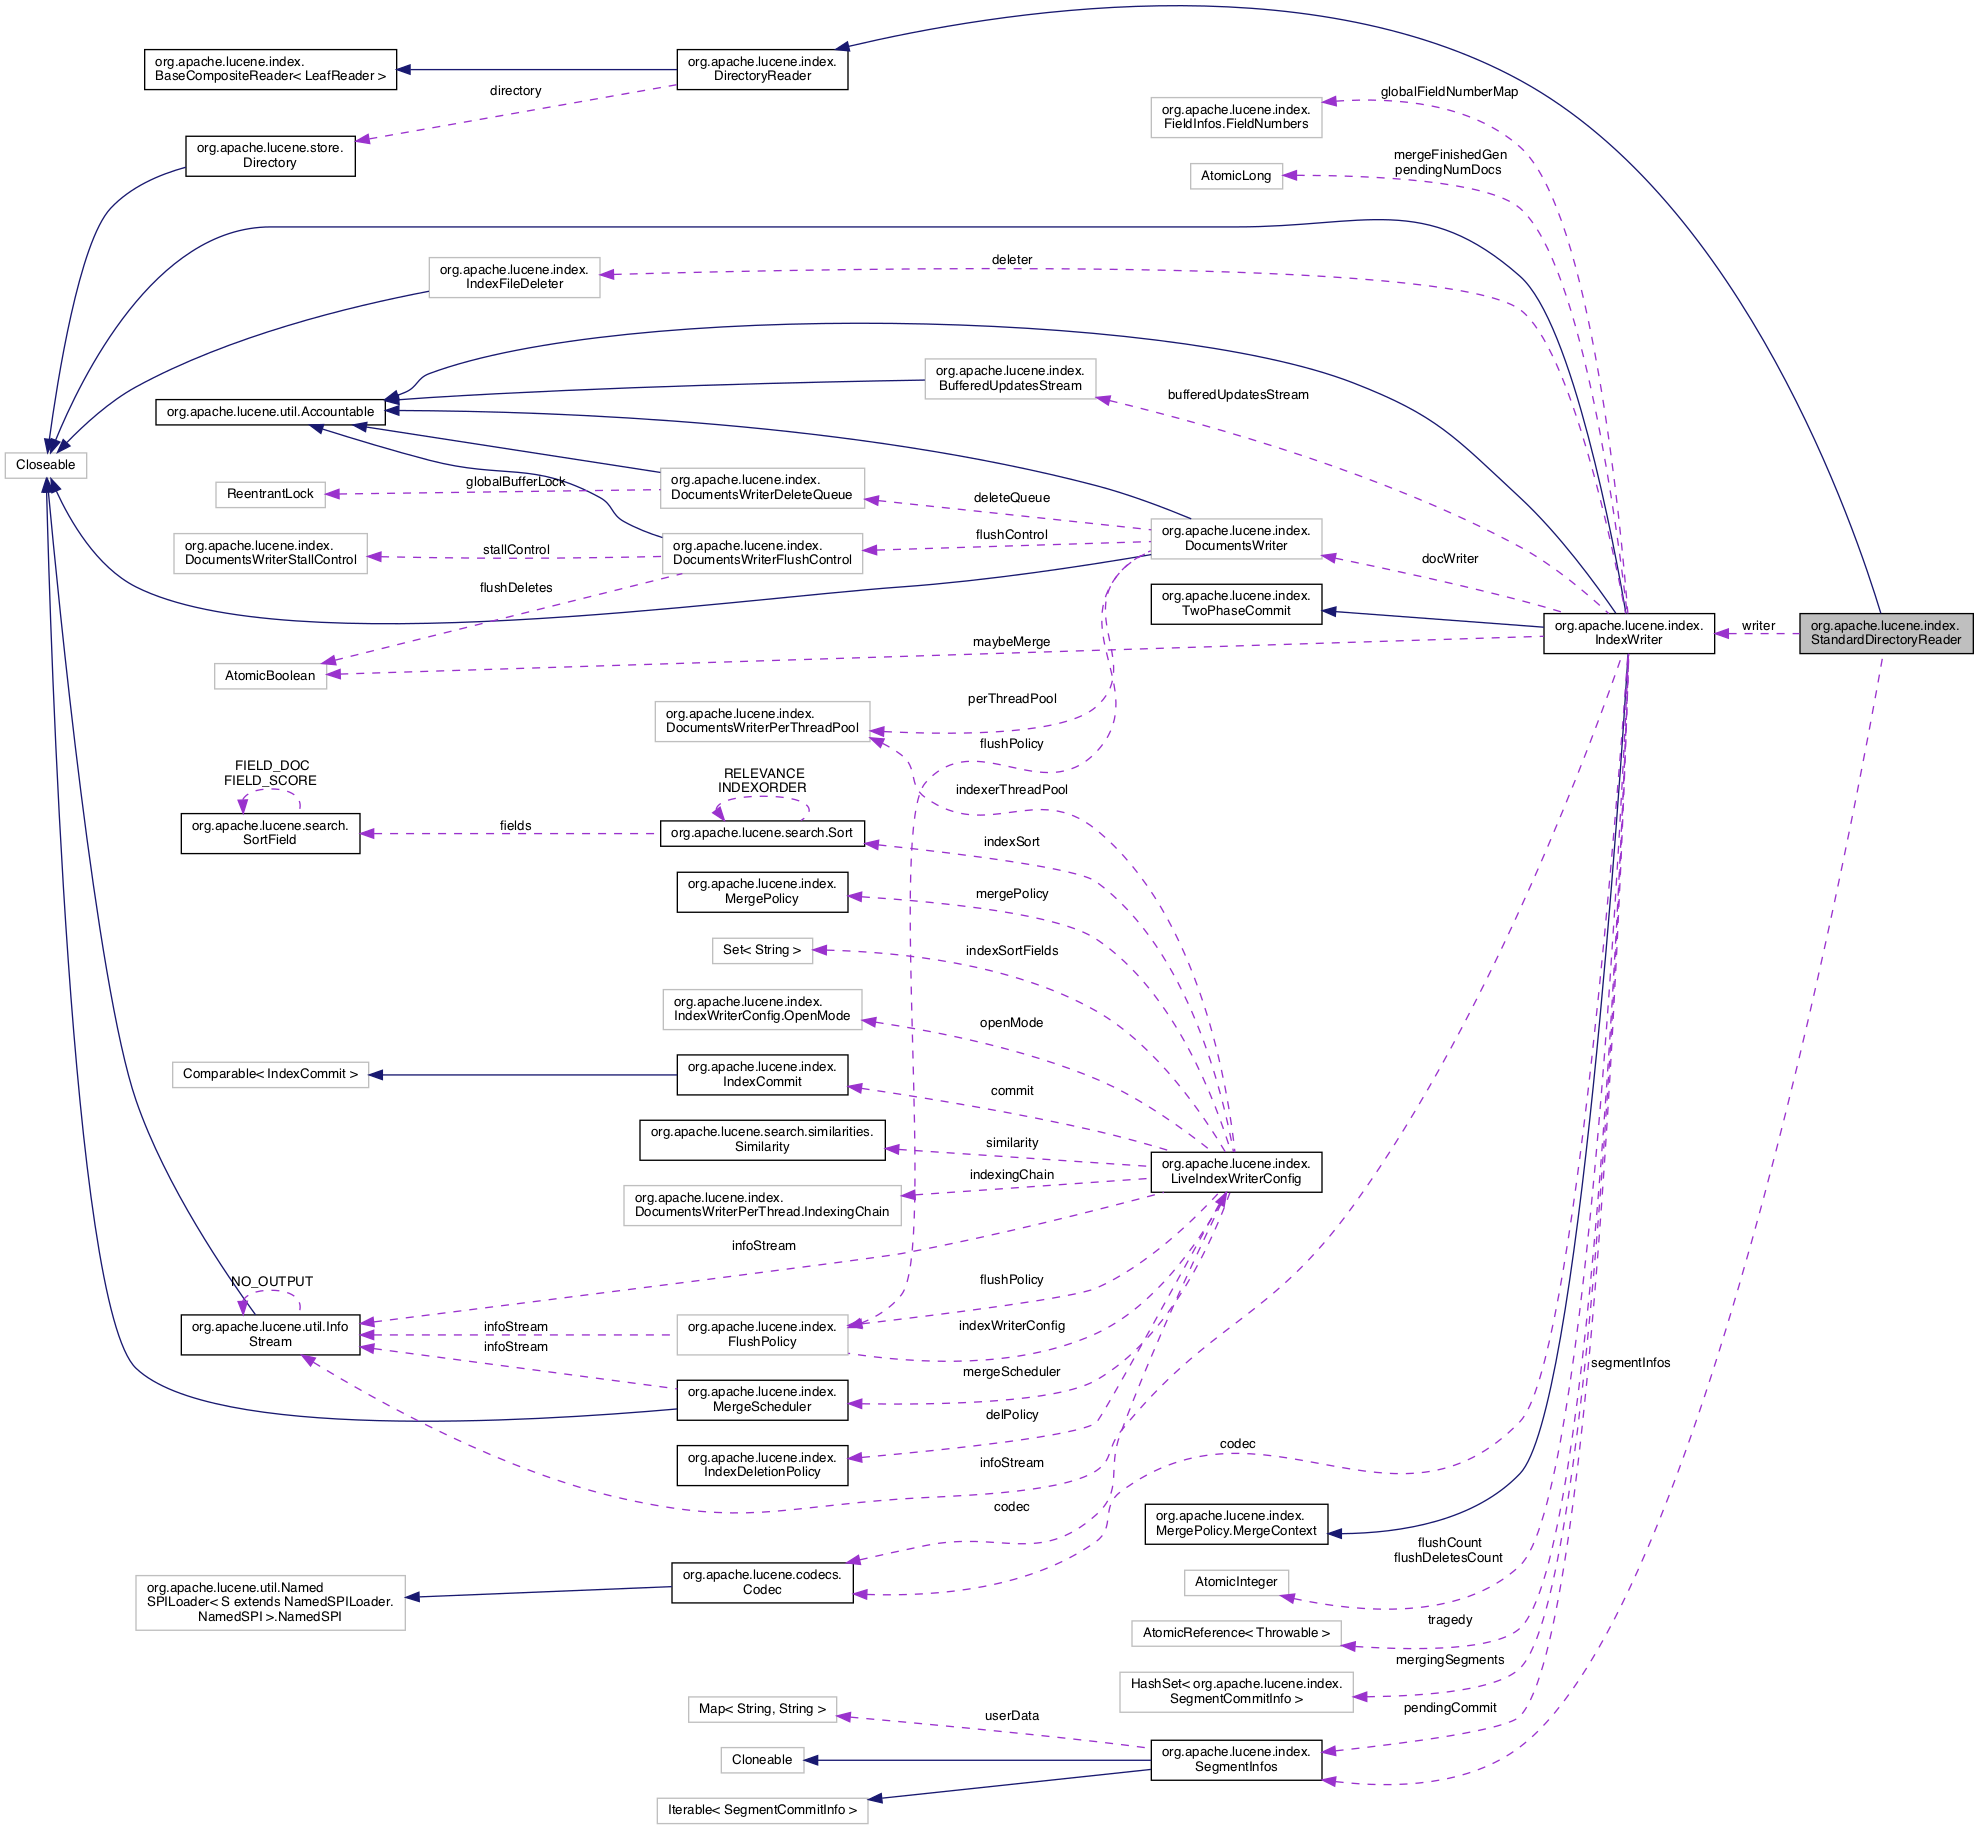 org.apache.lucene.index.
BaseCompositeReader< LeafReader >
org.apache.lucene.index.
DirectoryReader
directory
org.apache.lucene.store.
Directory
globalFieldNumberMap
org.apache.lucene.index.
FieldInfos.FieldNumbers
mergeFinishedGen
pendingNumDocs
AtomicLong
deleter
org.apache.lucene.index.
IndexFileDeleter
org.apache.lucene.index.
BufferedUpdatesStream
bufferedUpdatesStream
org.apache.lucene.util.Accountable
Closeable
ReentrantLock
globalBufferLock
org.apache.lucene.index.
DocumentsWriterDeleteQueue
deleteQueue
org.apache.lucene.index.
DocumentsWriterStallControl
stallControl
org.apache.lucene.index.
DocumentsWriterFlushControl
flushControl
org.apache.lucene.index.
DocumentsWriter
docWriter
flushDeletes
org.apache.lucene.index.
TwoPhaseCommit
org.apache.lucene.index.
IndexWriter
writer
org.apache.lucene.index.
StandardDirectoryReader
maybeMerge
AtomicBoolean
perThreadPool
org.apache.lucene.index.
DocumentsWriterPerThreadPool
flushPolicy
FIELD_DOC
FIELD_SCORE
RELEVANCE
INDEXORDER
indexerThreadPool
org.apache.lucene.search.
SortField
fields
org.apache.lucene.search.Sort
indexSort
org.apache.lucene.index.
MergePolicy
mergePolicy
Set< String >
indexSortFields
org.apache.lucene.index.
IndexWriterConfig.OpenMode
openMode
Comparable< IndexCommit >
org.apache.lucene.index.
IndexCommit
commit
org.apache.lucene.search.similarities.
Similarity
similarity
org.apache.lucene.index.
LiveIndexWriterConfig
indexingChain
org.apache.lucene.index.
DocumentsWriterPerThread.IndexingChain
infoStream
NO_OUTPUT
flushPolicy
org.apache.lucene.util.Info
Stream
infoStream
org.apache.lucene.index.
FlushPolicy
indexWriterConfig
infoStream
segmentInfos
mergeScheduler
org.apache.lucene.index.
MergeScheduler
delPolicy
org.apache.lucene.index.
IndexDeletionPolicy
infoStream
codec
codec
org.apache.lucene.index.
MergePolicy.MergeContext
flushCount
flushDeletesCount
org.apache.lucene.util.Named
SPILoader< S extends NamedSPILoader.
NamedSPI >.NamedSPI
org.apache.lucene.codecs.
Codec
AtomicInteger
tragedy
AtomicReference< Throwable >
mergingSegments
HashSet< org.apache.lucene.index.
SegmentCommitInfo >
pendingCommit
Map< String, String >
userData
Cloneable
org.apache.lucene.index.
SegmentInfos
Iterable< SegmentCommitInfo >